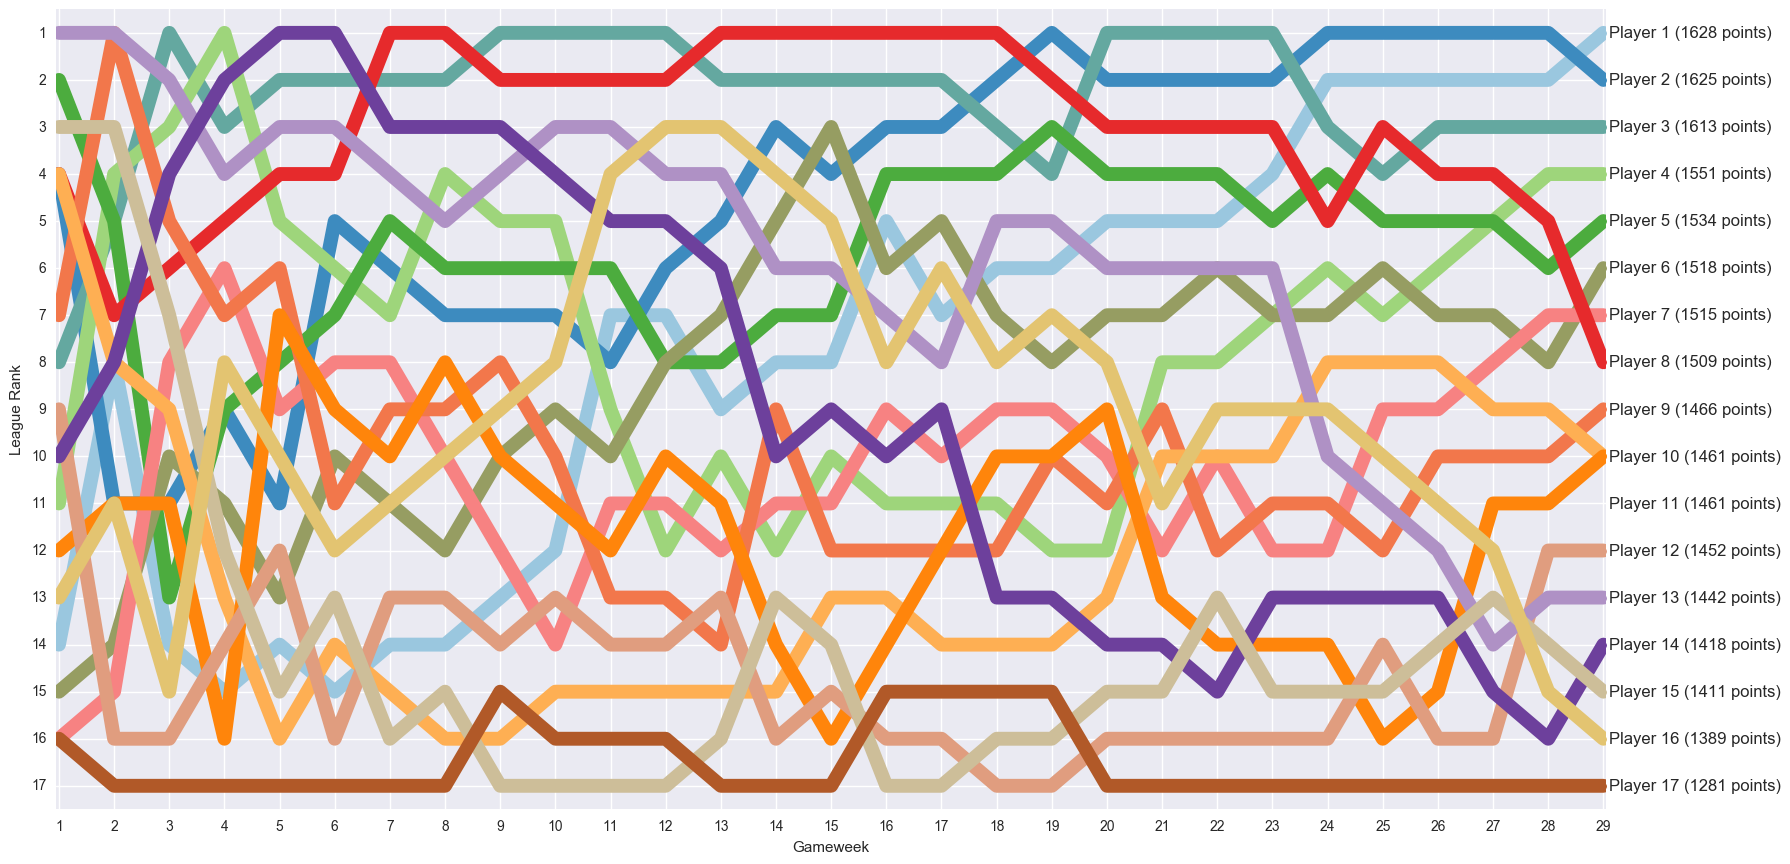 1 Player 1 (1628 points)
2 Player 2 (1625 points)
3 Player 3 (1613 points)
4 Player 4 (1551 points)
5 Player 5 (1534 points)
6 Player 6 (1518 points)
7 Player 7 (1515 points)
8 Player 8 (1509 points)
9 Player 9 (1466 points)
10 Player 10 (1461 points)
11 Player 11 (1461 points)
12 Player 12 (1452 points)
13 Player 13 (1442 points)
14 Player 14 (1418 points)
15 Player 15 (1411 points)
16 Player 16 (1389 points)
17 Player 17 (1281 points)
League Rank
1 2 3 4 5 6 7 8 9 10 11 12 13 14 15 16 17 18 19 20 21 22 23 24 25 26 27 28 29
Gameweek